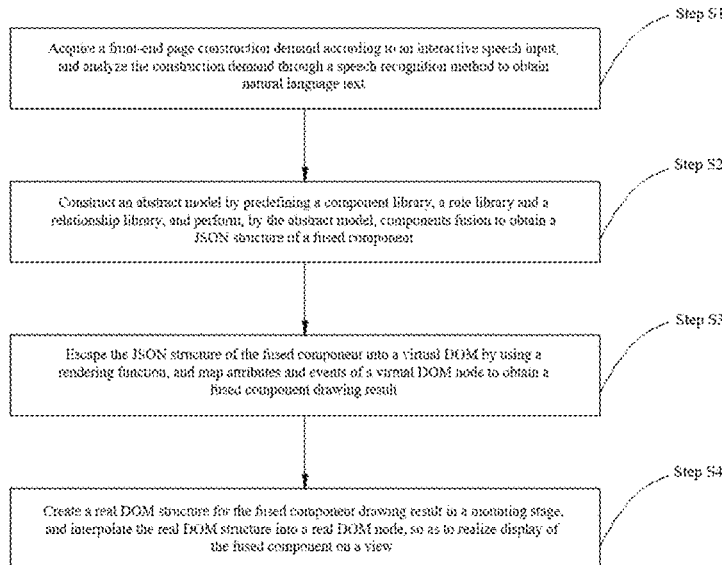 Step S1
Acquire a front-end page construction demand according to an interactive speech input,
and analyze the construction demand through a speech recognition method to obtain
natural language text
Step S2
Construct an abstract model by predefining a component library, a rule library and a
relationship library, and perform, by the abstract model, components fusion to obtain a
JSON structure of a fused component
Step S3
Escape the JSON structure of the fused component into a virtual DOM by using a
rendering function, and map attributes and events of a virtual DOM node to obtain a
fused component drawing result
Step S4
Create a real DOM structure for the fused component drawing result in a mounting stage,
and interpolate the real DOM structure into a real DOM node, so as to realize display of
the fused component on a view